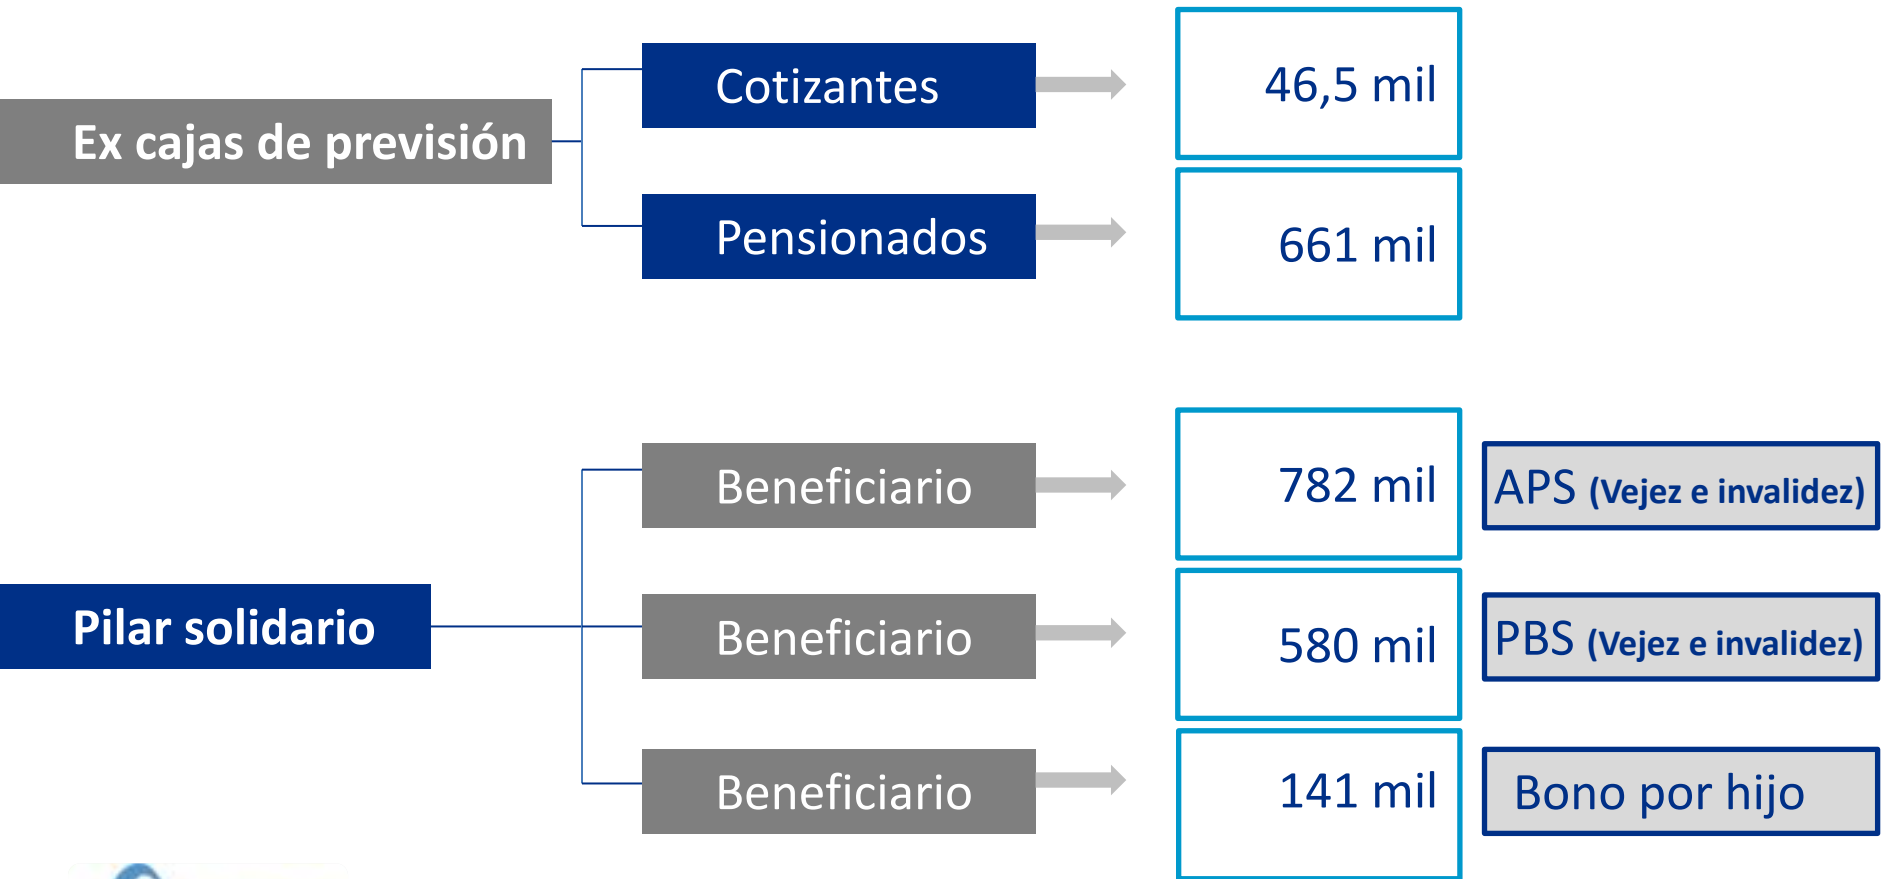 Ex cajas de previsión
Cotizantes
46,5 mil
Pensionados
661 mil
Pilar solidario
Beneficiario
782 mil
APS (Vejez e invalidez)
Beneficiario
580 mil
PBS (Vejez e invalidez)
Beneficiario
141 mil
Bono por hijo